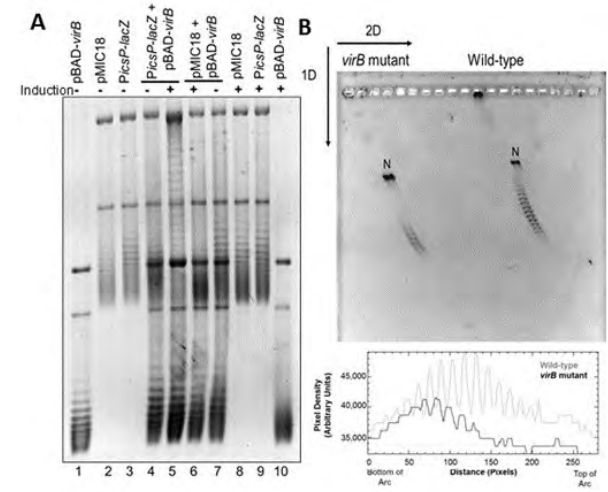 A
pBAD-virB
pMIC18
PicsP-lacZ
PicsP-lacZ +
pBAD-virB
pMIC18 +
pBAD-virB
pMIC18
PicsP-lacZ
pBAD-virB
Induction - - - - + - + + + +
1 2 3 4 5 6 7 8 9 10
B
2D
virB mutant Wild-type
1D
N N
Pixel Density
(Arbitrary Units)
45,000
40,000
35,000
Wild-type
virB mutant
0 50 100 150 200 250
Bottom of
Arc
Distance (Pixels)
Top of
Arc